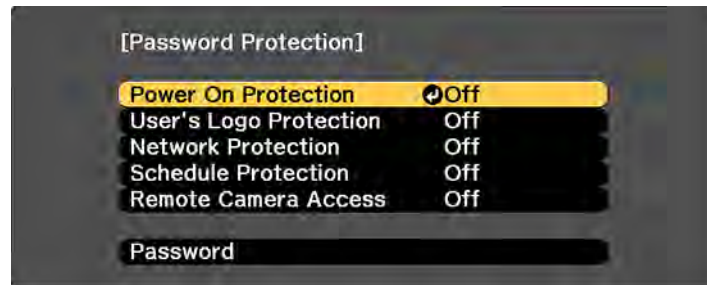 [Password Protection]
Power On Protection Off
User's Logo Protection Off
Network Protection Off
Schedule Protection Off
Remote Camera Access Off
Password